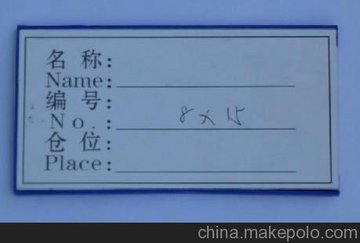 名 称:
Name:
编 号:
No.: 8×15
仓 位:
Place:
china.makepolo.com